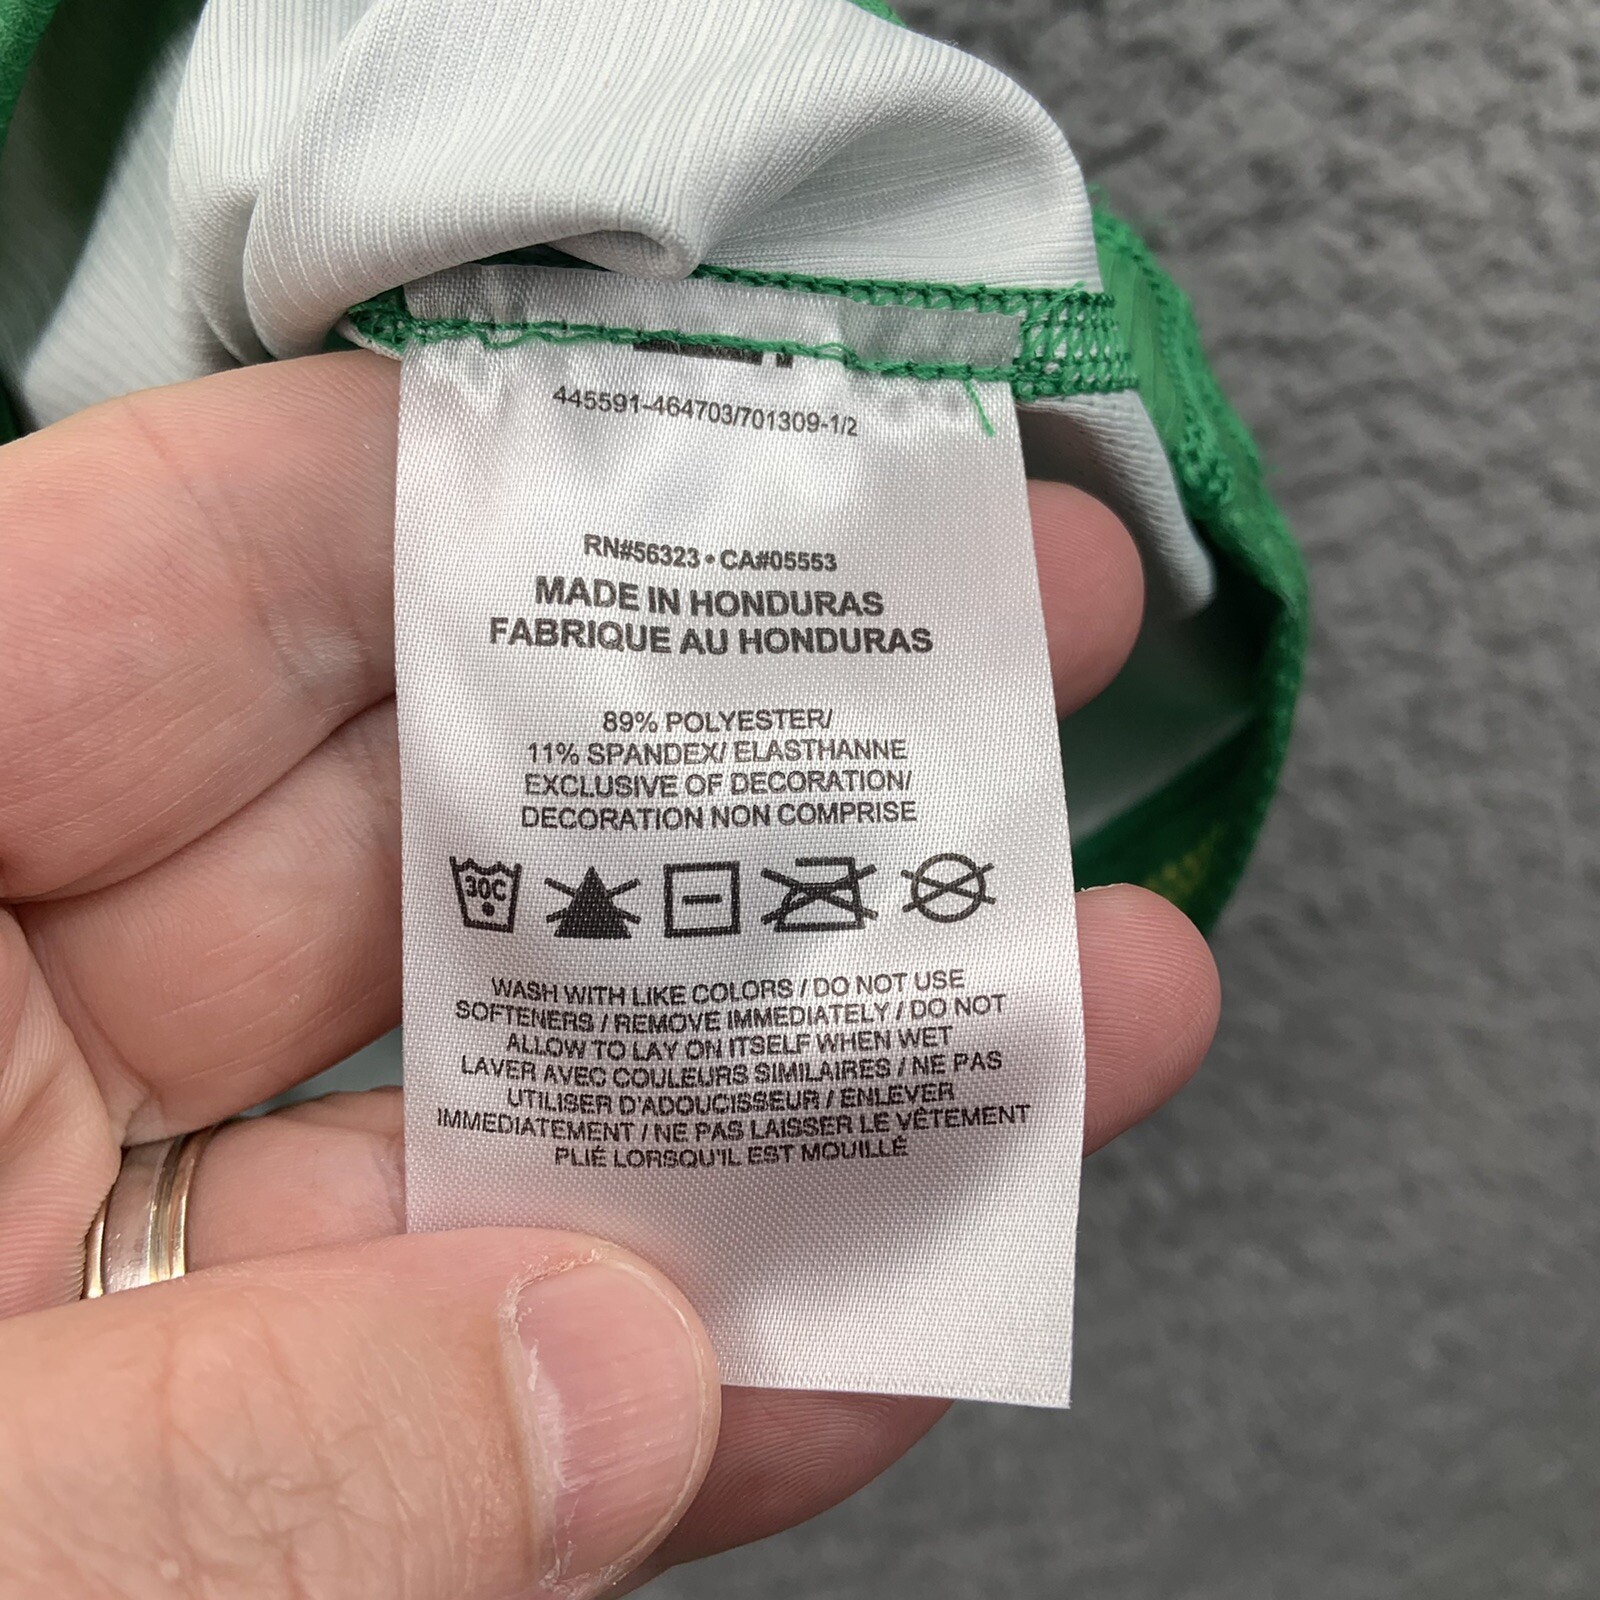 445591-464703/701309-1/2
RN#56323 • CA#05553
MADE IN HONDURAS
FABRIQUE AU HONDURAS
89% POLYESTER/
11% SPANDEX/ ELASTHANNE
EXCLUSIVE OF DECORATION/
DECORATION NON COMPRISE
30C
WASH WITH LIKE COLORS / DO NOT USE
SOFTENERS / REMOVE IMMEDIATELY / DO NOT
ALLOW TO LAY ON ITSELF WHEN WET
LAVER AVEC COULEURS SIMILAIRES / NE PAS
UTILISER D'ADOUCISSEUR / ENLEVER
IMMEDIATEMENT / NE PAS LAISSER LE VÊTEMENT
PLIÉ LORSQU'IL EST MOUILLÉ